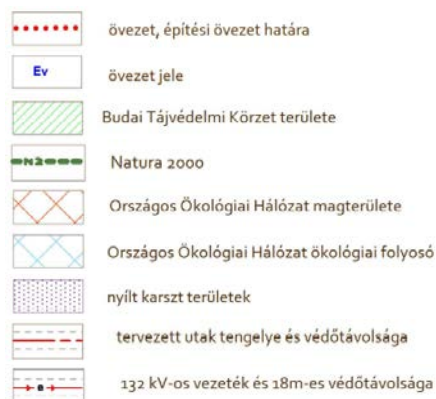 övezet, építési övezet határa
Ev övezet jele
Budai Tájvédelmi Körzet területe
N2 Natura 2000
Országos Ökológiai Hálózat magterülete
Országos Ökológiai Hálózat ökológiai folyosó
nyílt karszt területek
tervezett utak tengelye és védőtávolsága
132 kV-os vezeték és 18m-es védőtávolsága